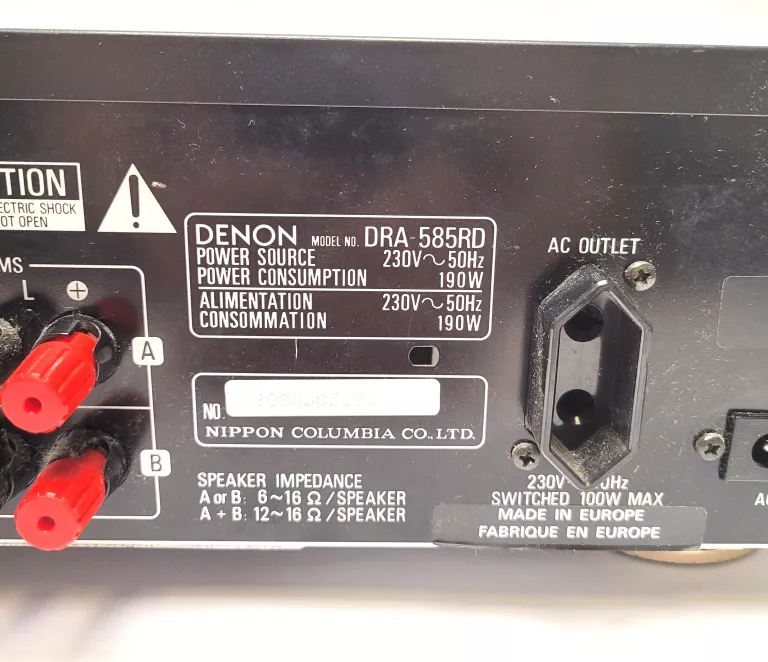 TION
ECTRIC SHOCK
OT OPEN
MS
L
A
B
DENON MODEL NO. DRA-585RD
POWER SOURCE 230V～50Hz
POWER CONSUMPTION 190W
ALIMENTATION 230V～50Hz
CONSOMMATION 190W
NO.
NIPPON COLUMBIA CO., LTD.
SPEAKER IMPEDANCE
A or B: 6～16 Ω/SPEAKER
A + B: 12～16 Ω/SPEAKER
AC OUTLET
230V Hz
SWITCHED 100W MAX
MADE IN EUROPE
FABRIQUE EN EUROPE
AC